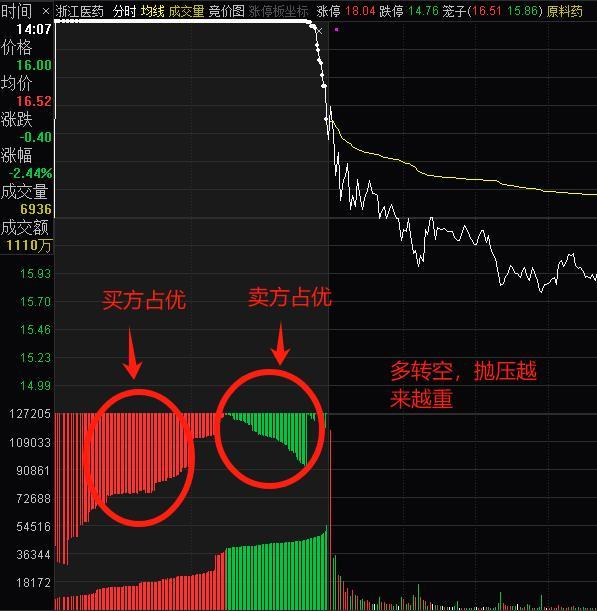 时间 × 浙江医药 分时 均线 成交量 竞价图 涨停板坐标 涨停 18.04 跌停 14.76 笼子(16.51 15.86) 原料药
14:07
价格
16.00
均价
16.52
涨跌
-0.40
涨幅
-2.44%
成交量
6936
成交额
1110万
15.93
15.70
15.46
15.23
14.99
127205
109033
90861
72688
54516
36344
18172
买方占优
卖方占优
多转空，抛压越
来越重